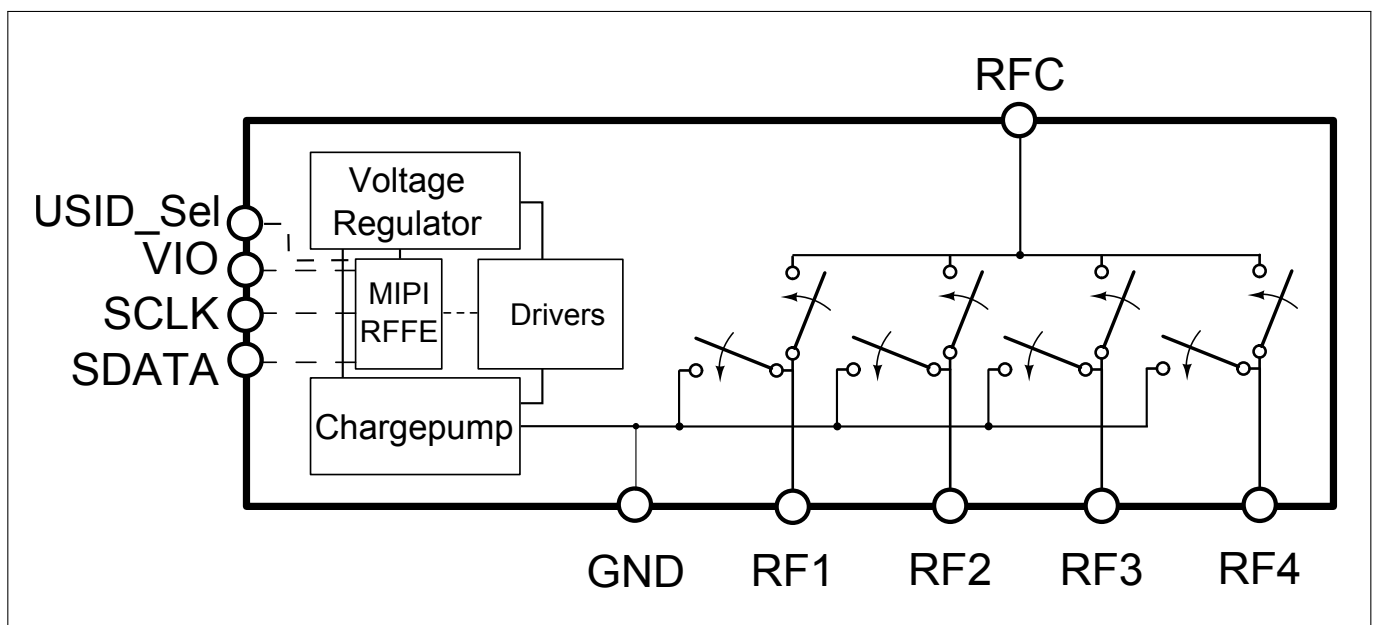 RFC
Voltage
Regulator
USID_Sel
VIO
SCLK
SDATA
MIPI
RFFE
Drivers
Chargepump
GND
RF1
RF2
RF3
RF4